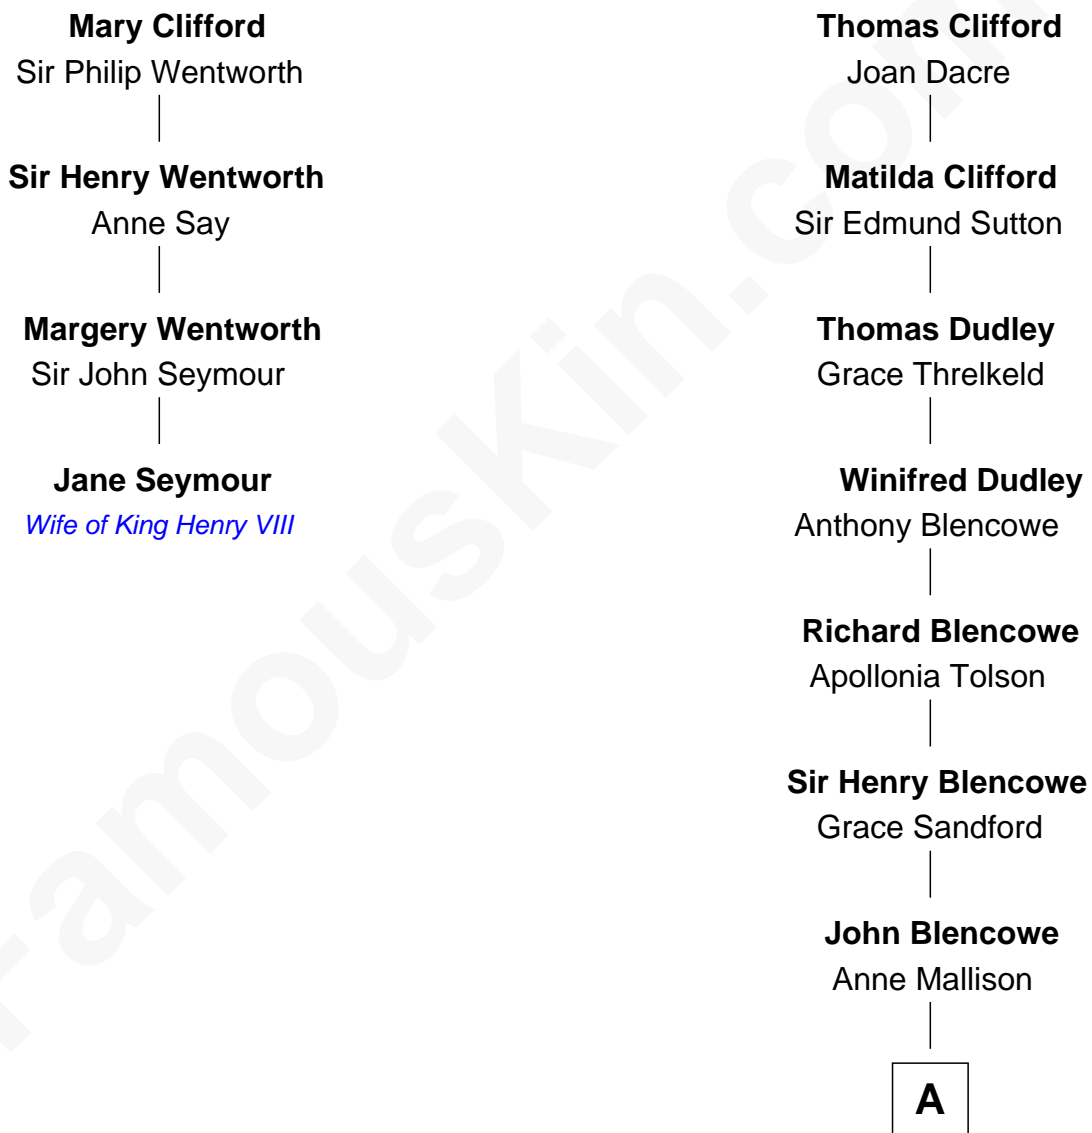 Mary Clifford
Sir Philip Wentworth
Sir Henry Wentworth
Anne Say
Margery Wentworth
Sir John Seymour
Jane Seymour
Wife of King Henry VIII
Thomas Clifford
Joan Dacre
Matilda Clifford
Sir Edmund Sutton
Thomas Dudley
Grace Threlkeld
Winifred Dudley
Anthony Blencowe
Richard Blencowe
Apollonia Tolson
Sir Henry Blencowe
Grace Sandford
John Blencowe
Anne Mallison
A
FamousKin.com